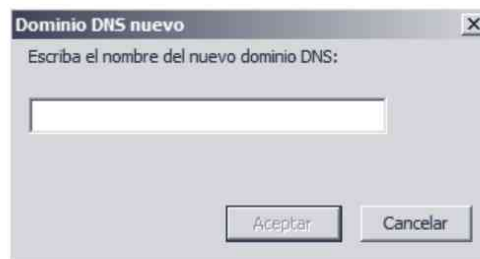 Dominio DNS nuevo
Escriba el nombre del nuevo dominio DNS:
Aceptar
Cancelar